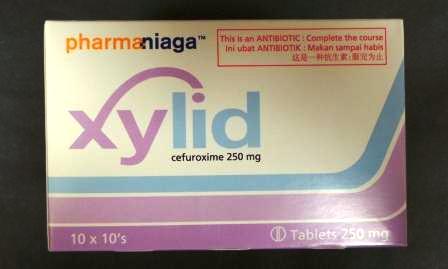 pharmaniaga™
This is an ANTIBIOTIC : Complete the course
Ini ubat ANTIBIOTIK : Makan sampai habis
这是一种抗生素：服完为止
xylid
cefuroxime 250 mg
10 x 10's
Tablets 250 mg